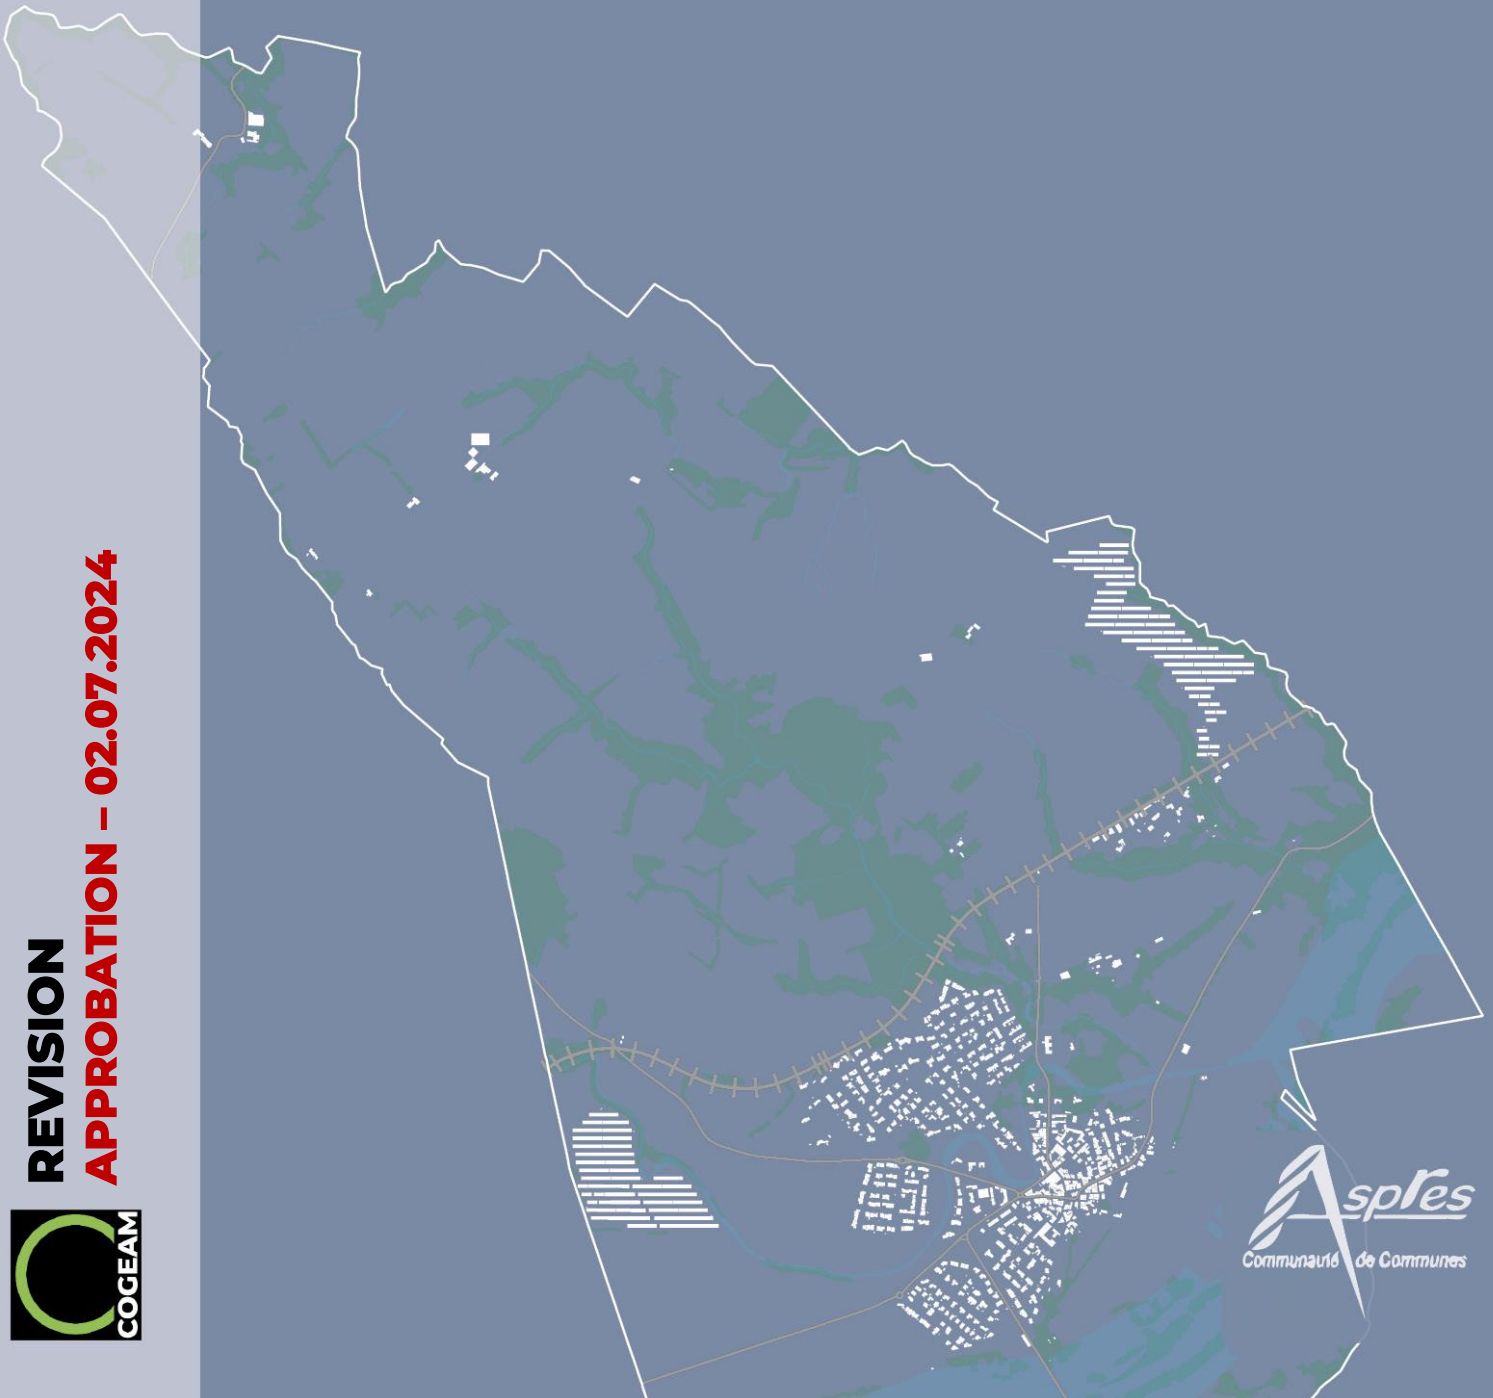 REVISION
APPROBATION – 02.07.2024
COGEAM
Aspres
Communauté de Communes